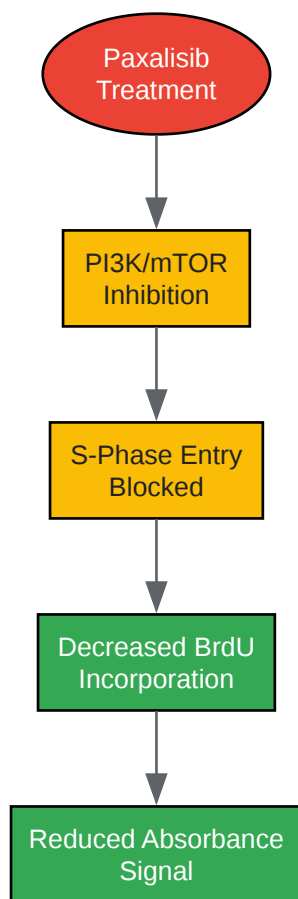 Paxalisib
Treatment
PI3K/mTOR
Inhibition
S-Phase Entry
Blocked
Decreased BrdU
Incorporation
Reduced Absorbance
Signal